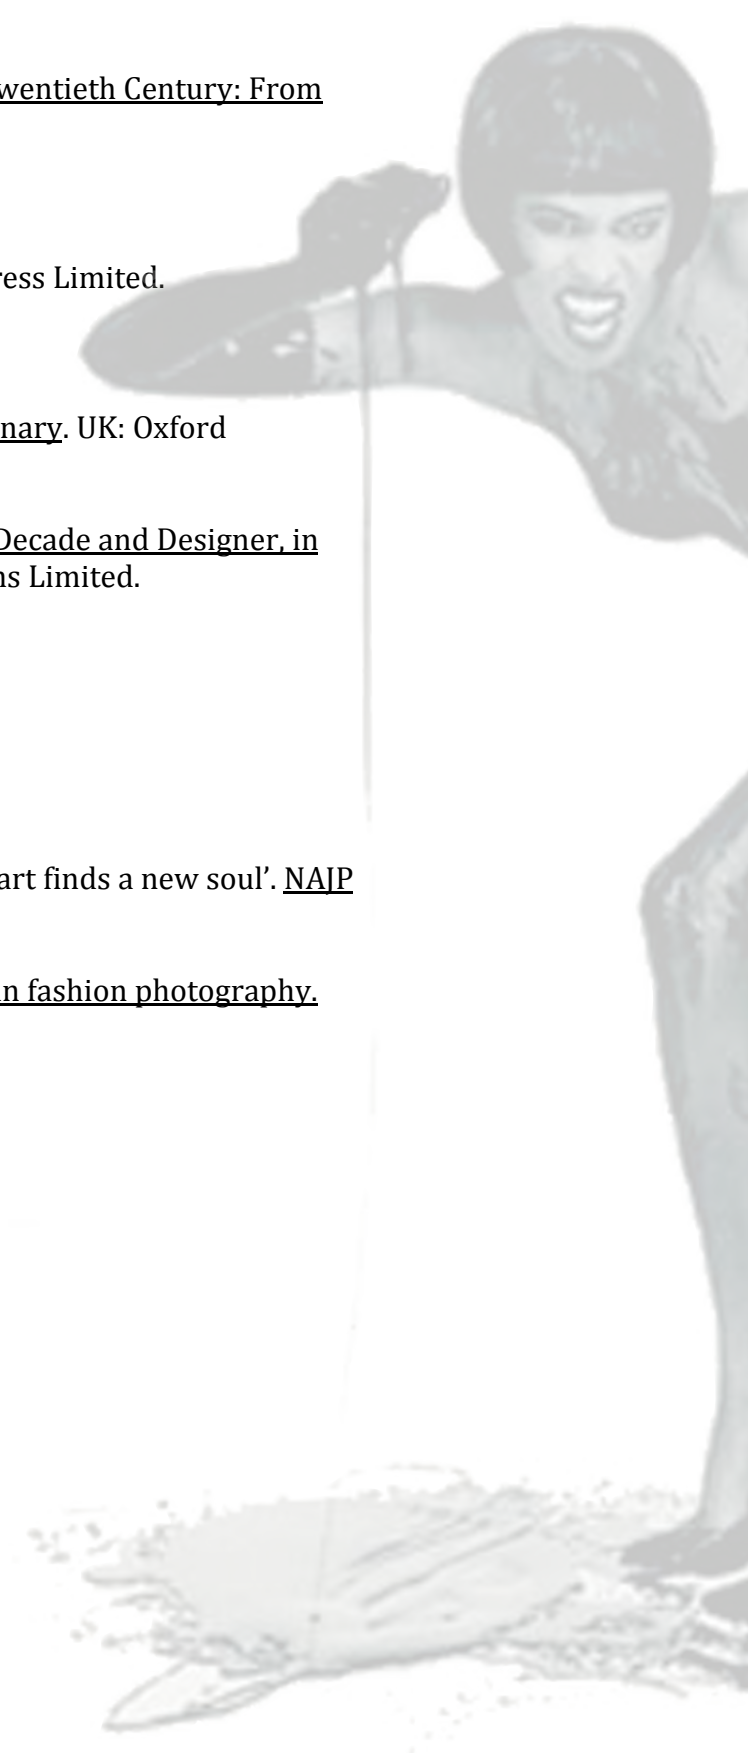 wentieth Century: From
ress Limited.
nary. UK: Oxford
Decade and Designer, in
ns Limited.
art finds a new soul’. NAJP
in fashion photography.